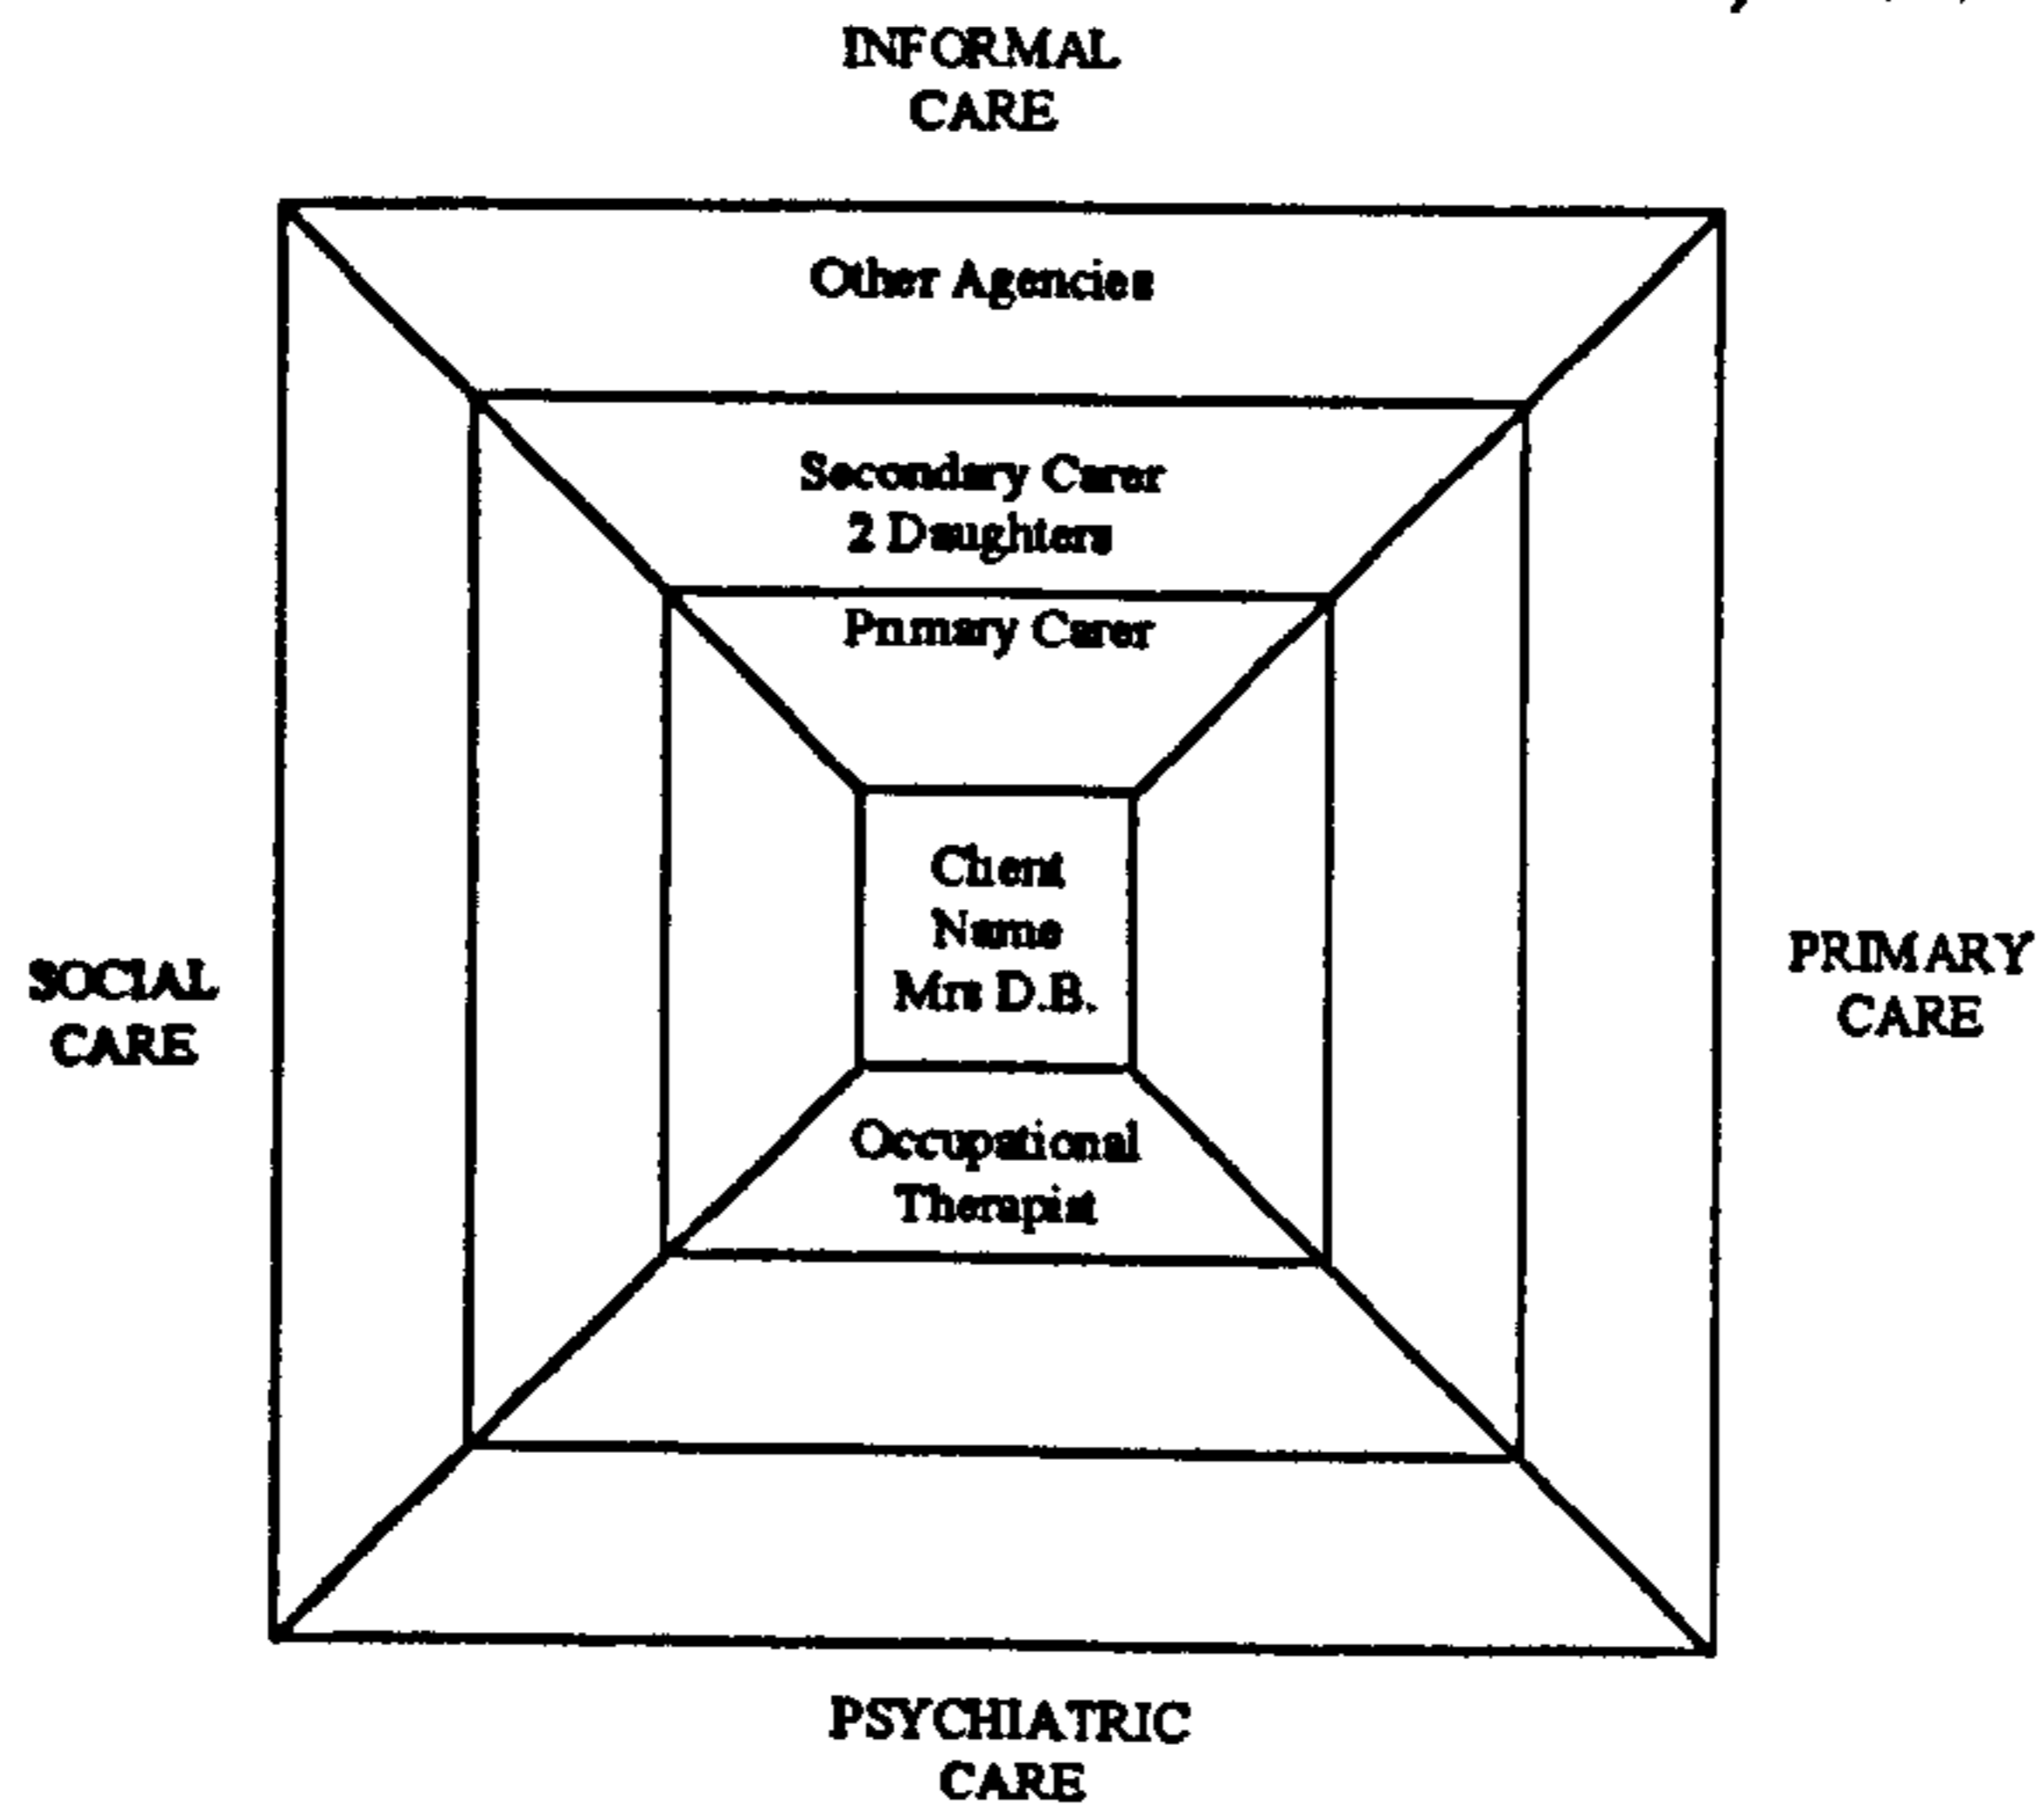 INFORMAL
CARE
Other Agencies
Secondary Carer
2 Daughters
Primary Carer
Client
Name
Mrs D.B.
SOCIAL
CARE
PRIMARY
CARE
Occupational
Therapist
PSYCHIATRIC
CARE